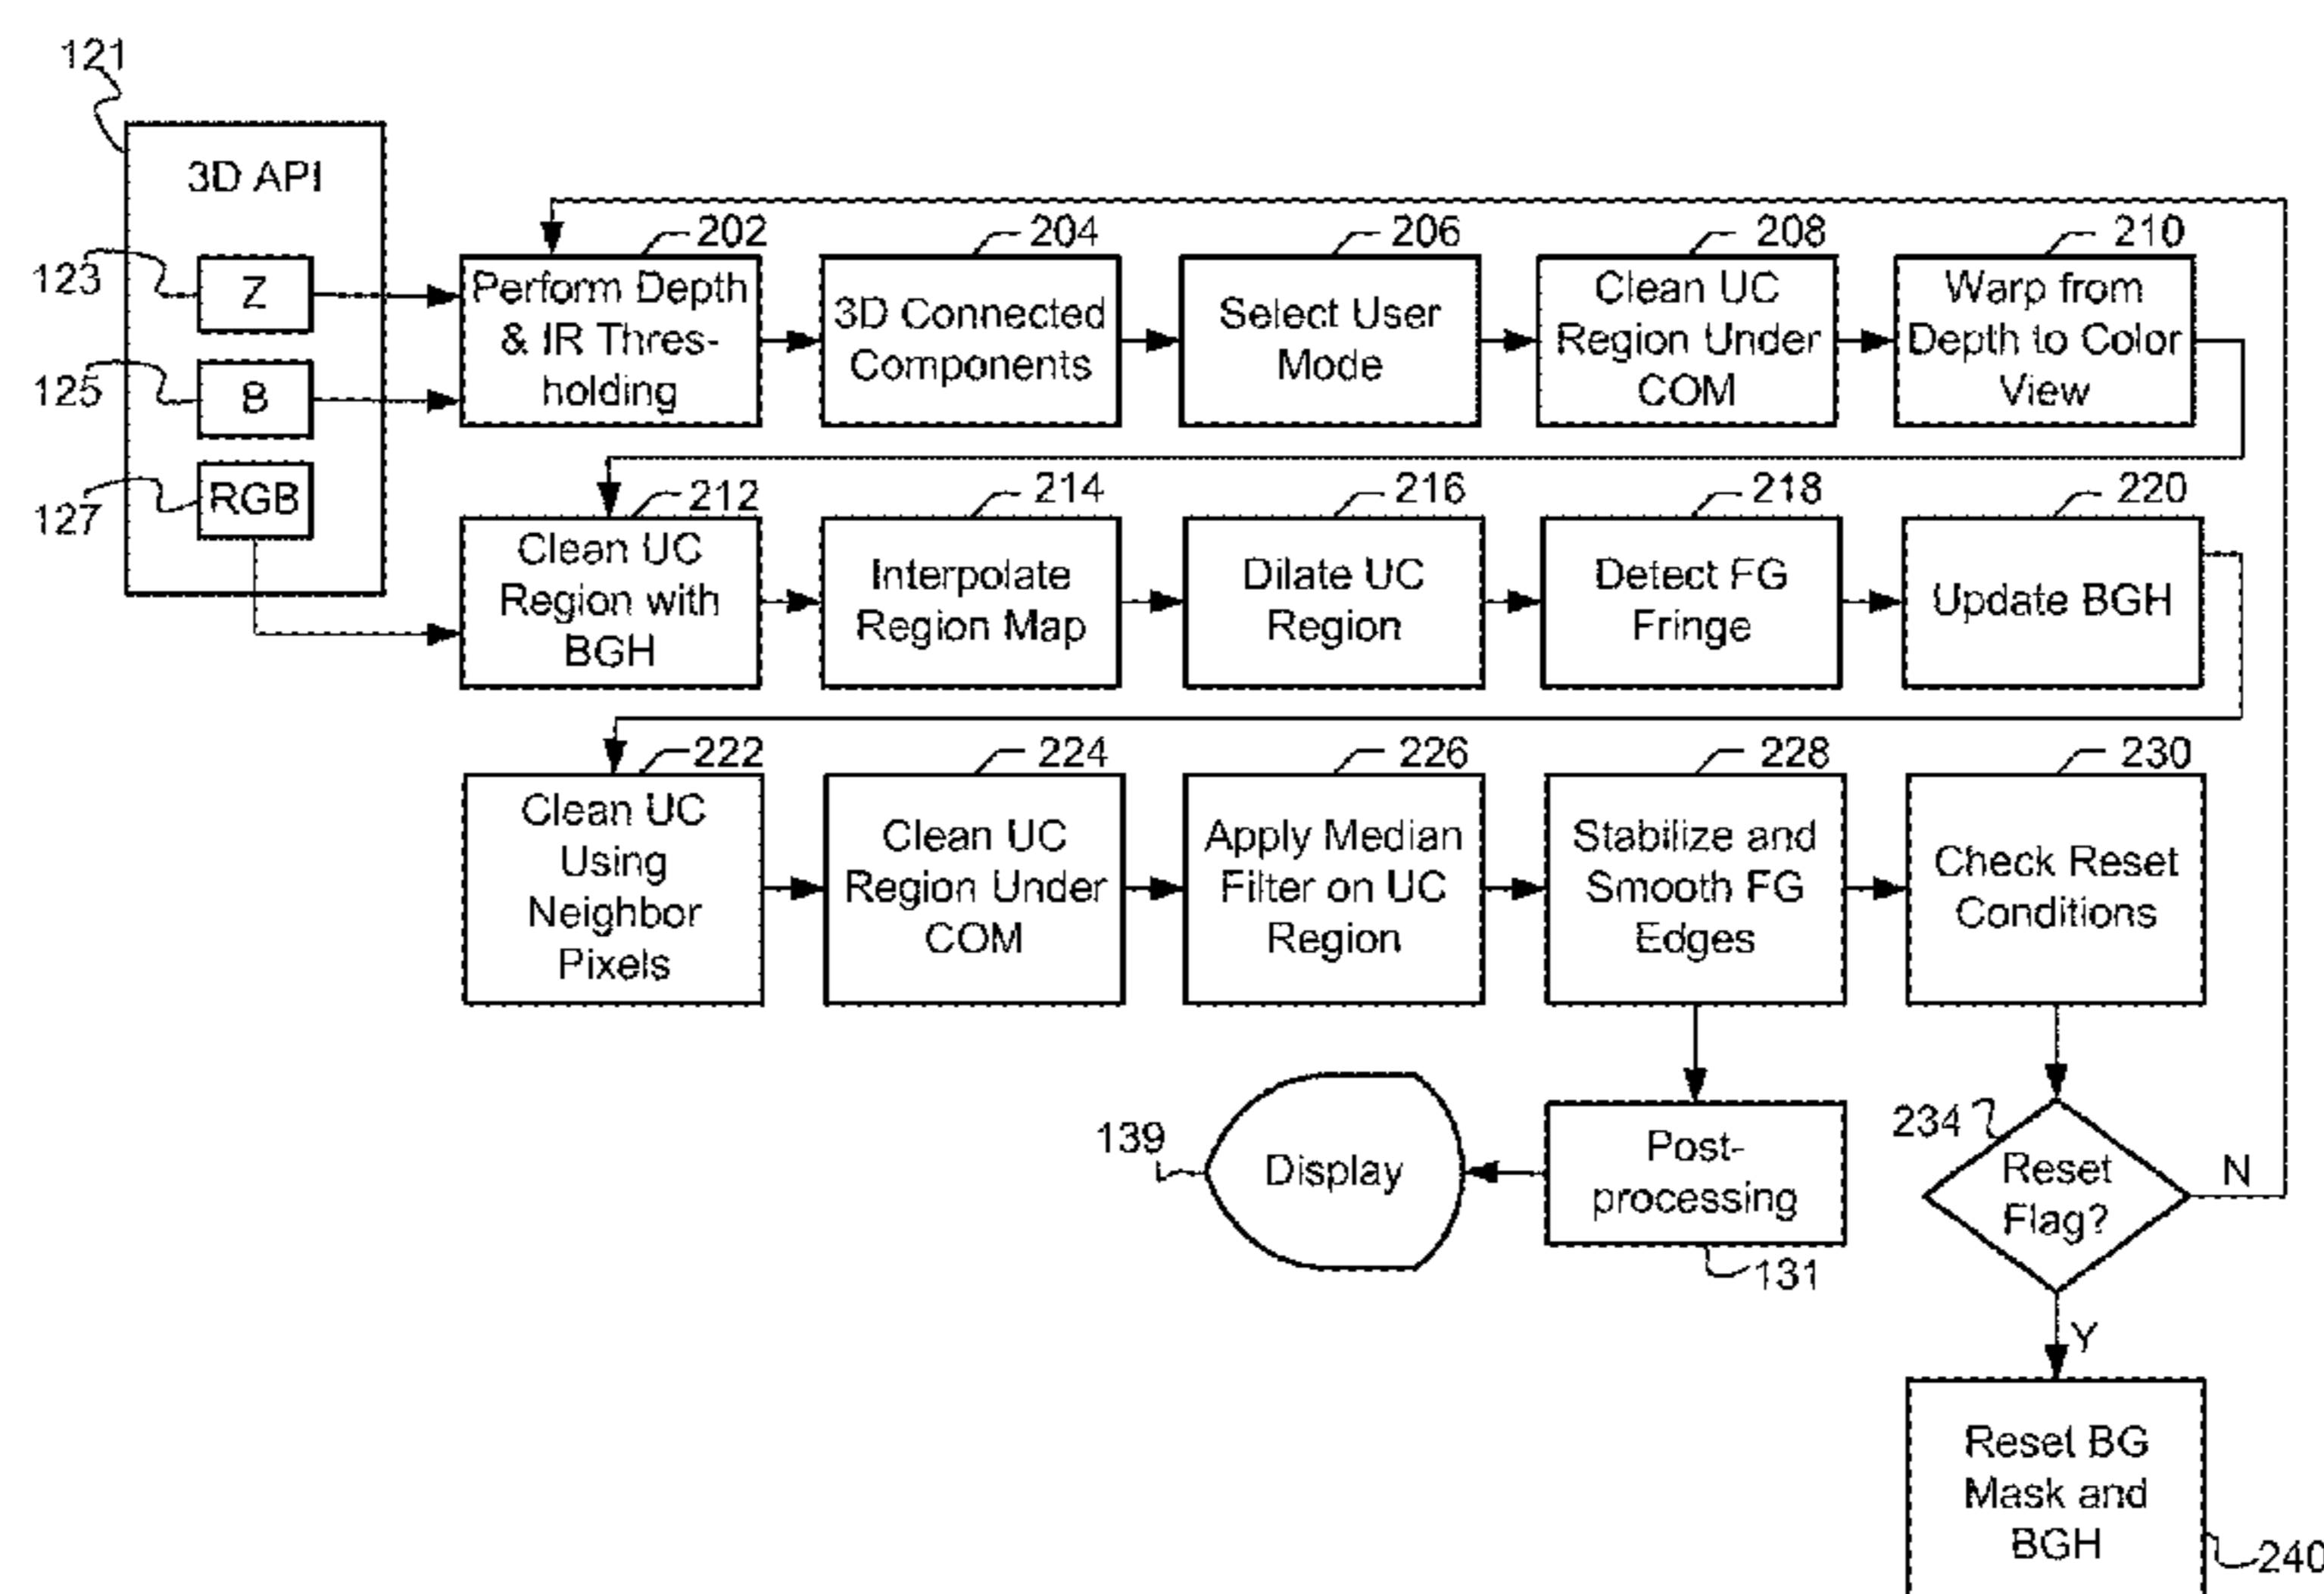 121
3D API
123
Z
125
B
127
RGB
202
Perform Depth
& IR Thres-
holding
204
3D Connected
Components
206
Select User
Mode
208
Clean UC
Region Under
COM
210
Warp from
Depth to Color
View
212
Clean UC
Region with
BGH
214
Interpolate
Region Map
216
Dilate UC
Region
218
Detect FG
Fringe
220
Update BGH
222
Clean UC
Using
Neighbor
Pixels
224
Clean UC
Region Under
COM
226
Apply Median
Filter on UC
Region
228
Stabilize and
Smooth FG
Edges
230
Check Reset
Conditions
139
Display
Post-
processing
131
234
Reset
Flag?
N
Y
Reset BG
Mask and
BGH
240